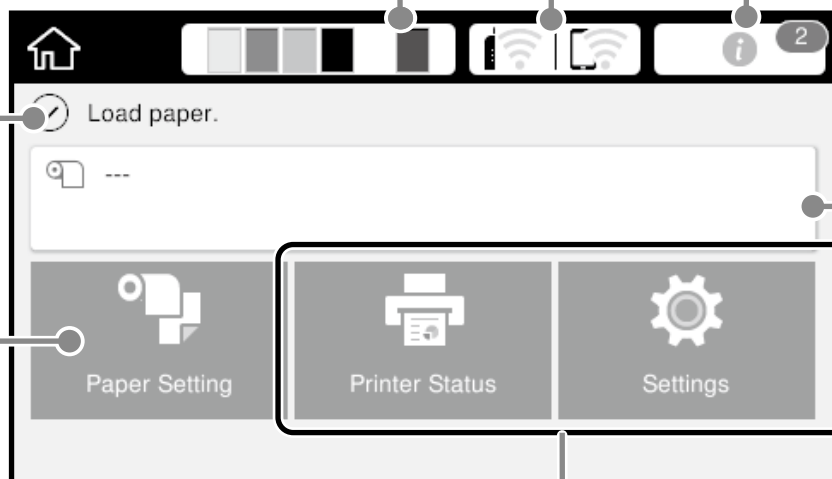 2
Load paper.
---
Paper Setting
Printer Status
Settings